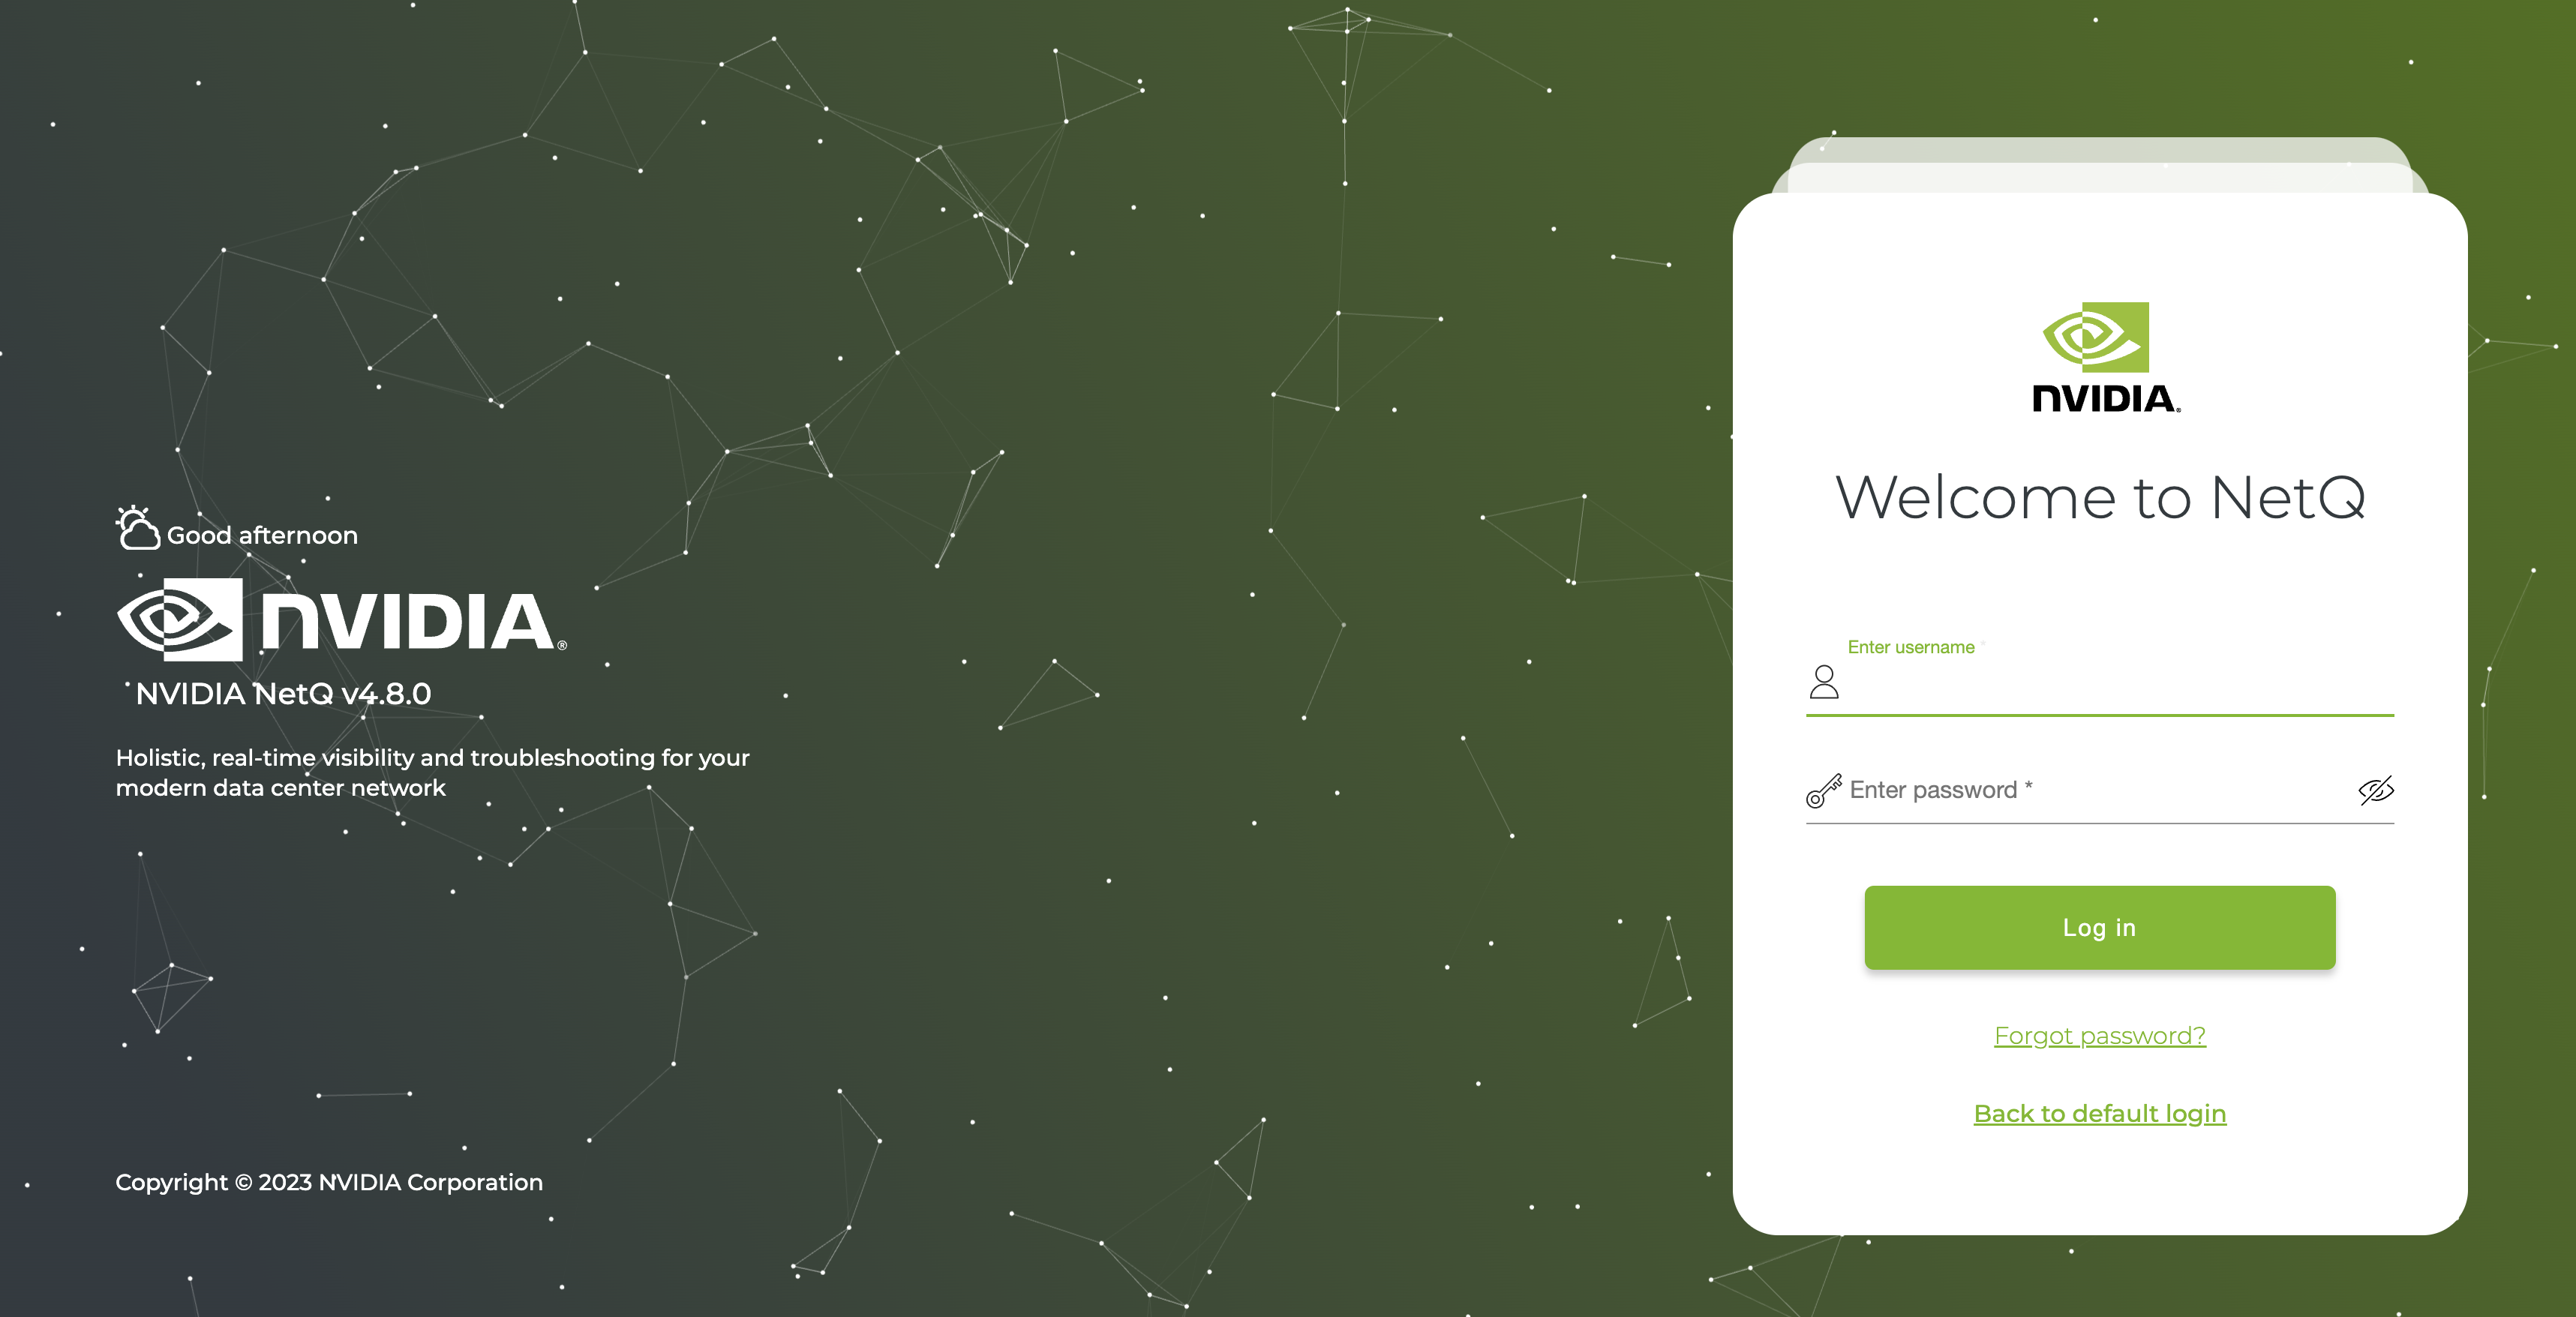 Good afternoon
NVIDIA®
NVIDIA NetQ v4.8.0
Holistic, real-time visibility and troubleshooting for your
modern data center network
Copyright © 2023 NVIDIA Corporation
NVIDIA®
Welcome to NetQ
Enter username *
Enter password *
Log in
Forgot password?
Back to default login